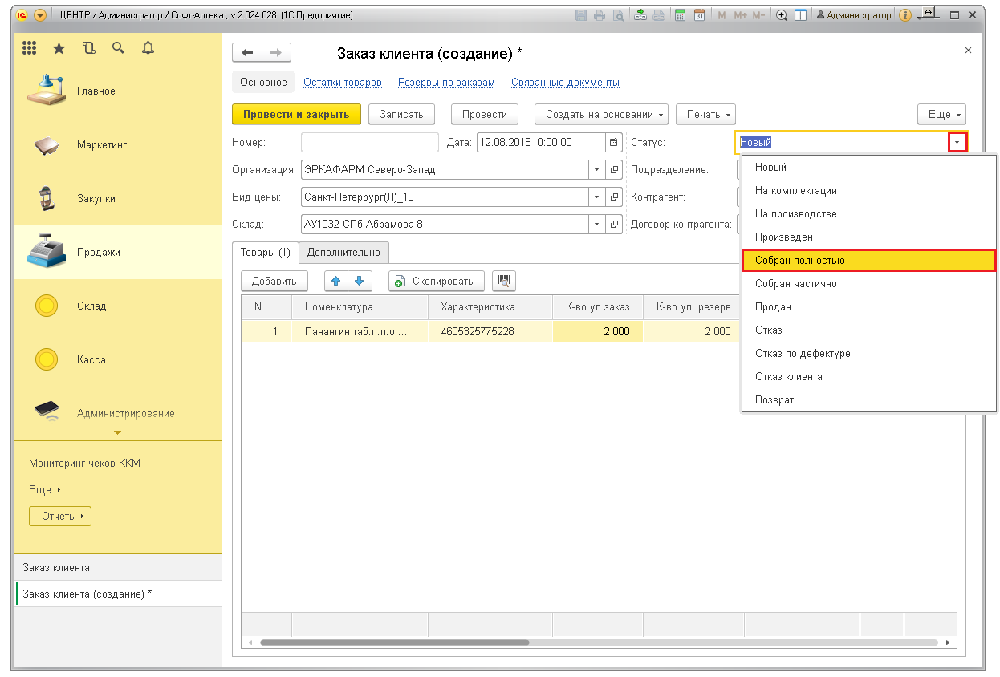 ЦЕНТР / Администратор / Софт-Аптека:, v.2.024.028 (1С:Предприятие)
M M+ M- Администратор
Заказ клиента (создание) *
Основное Остатки товаров Резервы по заказам Связанные документы
Провести и закрыть Записать Провести Создать на основании Печать Еще
Номер: Дата: 12.08.2018 0:00:00 Статус: Новый
Организация: ЭРКАФАРМ Северо-Запад Подразделение:
Вид цены: Санкт-Петербург(Л)_10 Контрагент:
Склад: АУ1032 СПб Абрамова 8 Договор контрагента:
Новый
На комплектации
На производстве
Произведен
Собран полностью
Собран частично
Продан
Отказ
Отказ по дефектуре
Отказ клиента
Возврат
Товары (1) Дополнительно
Добавить Скопировать
N Номенклатура Характеристика К-во уп.заказ К-во уп. резерв
1 Панангин таб.п.п.о.... 4605325775228 2,000 2,000
Главное
Маркетинг
Закупки
Продажи
Склад
Касса
Администрирование
Мониторинг чеков ККМ
Еще
Отчеты
Заказ клиента
Заказ клиента (создание) *